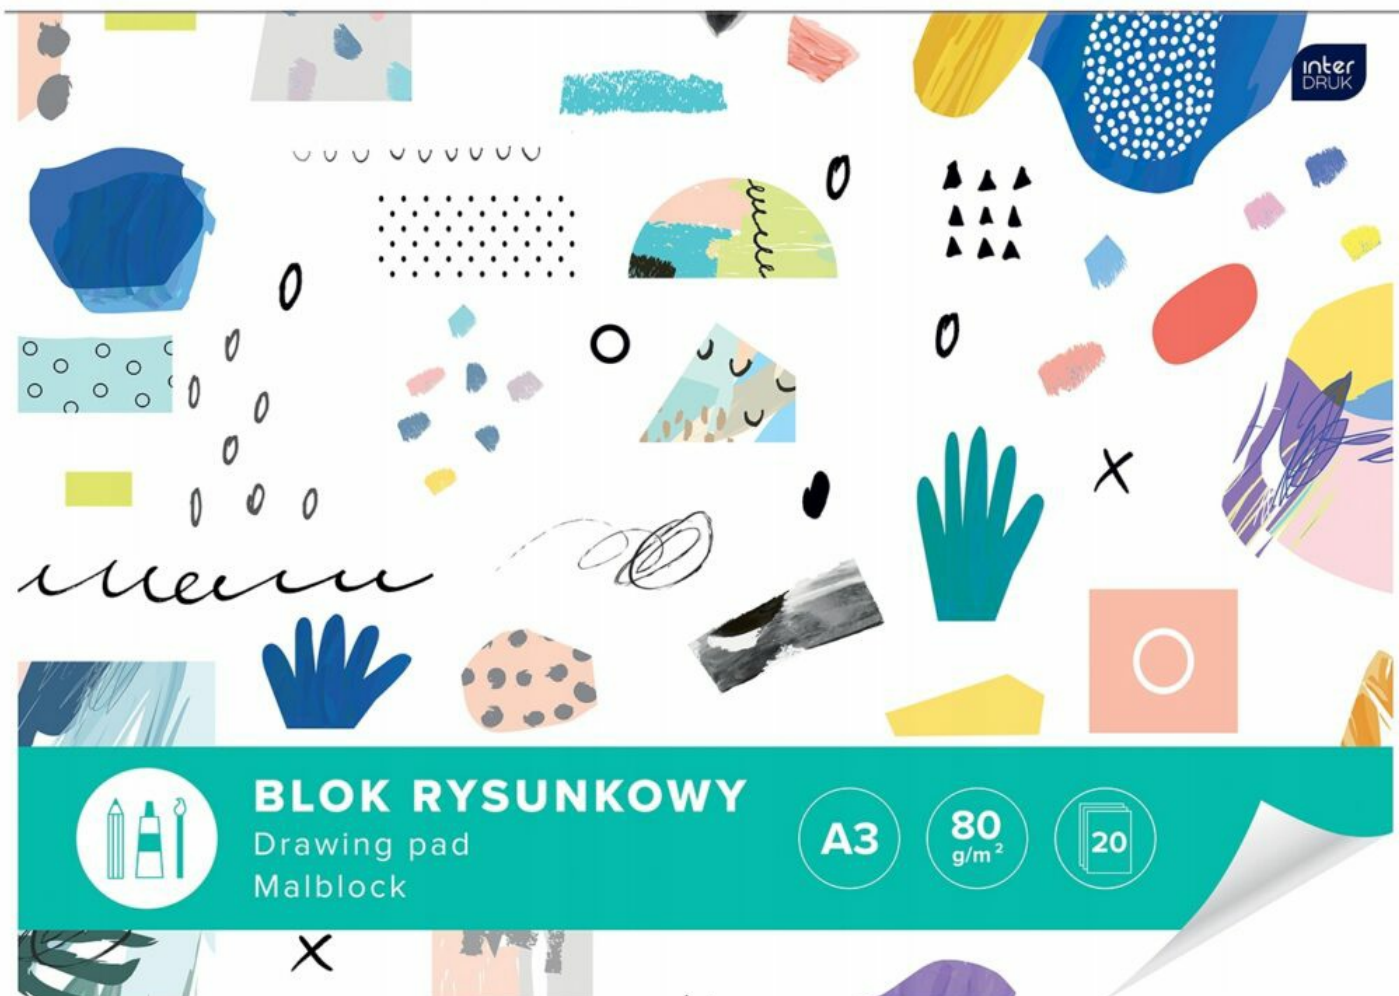 inter
DRUK
BLOK RYSUNKOWY
Drawing pad
Malblock
A3
80
g/m²
20